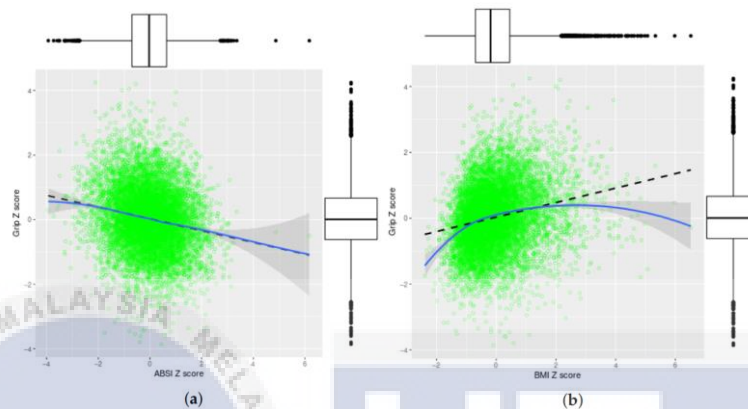 4
2
0
-2
-4
Grip Z score
-4 -2 0 2 4 6
ABSI Z score
(a)
4
2
0
-2
-4
Grip Z score
-2 0 2 4 6
BMI Z score
(b)
MALAYSIA MELA